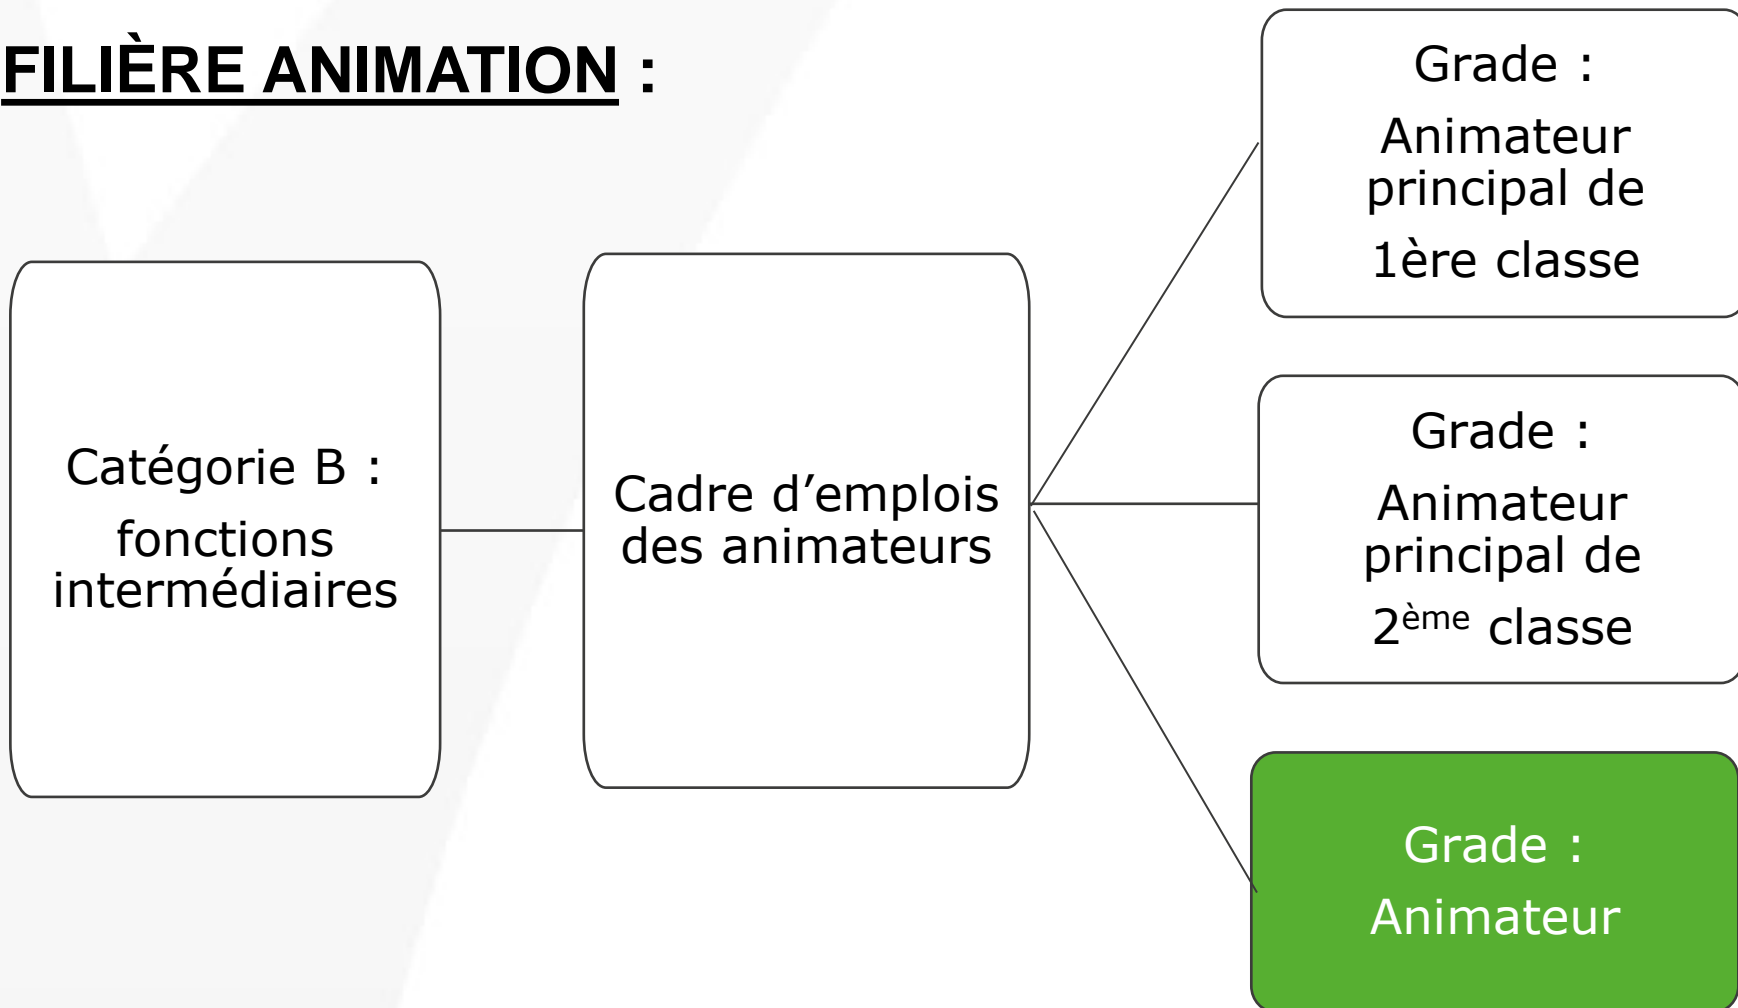 FILIÈRE ANIMATION :
Catégorie B :
fonctions
intermédiaires
Cadre d’emplois
des animateurs
Grade :
Animateur
principal de
1ère classe
Grade :
Animateur
principal de
2ème classe
Grade :
Animateur